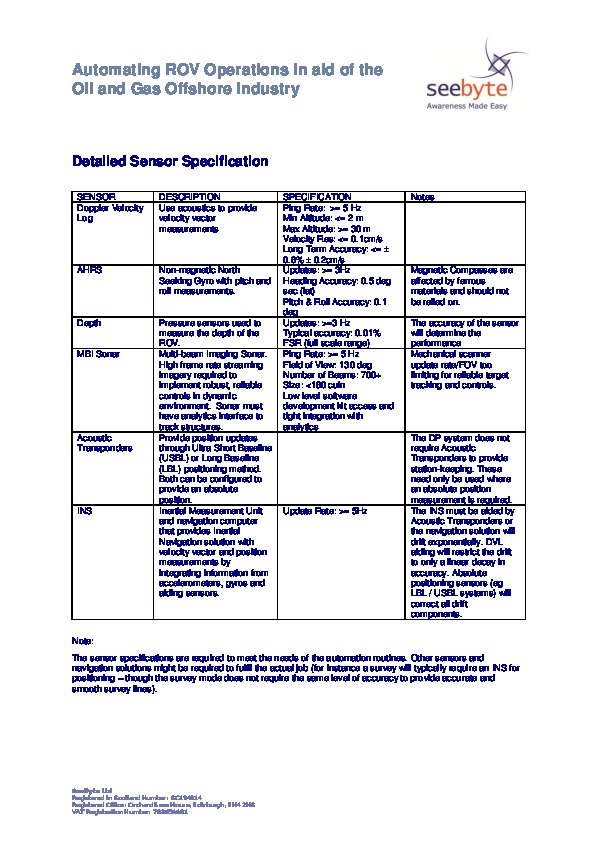 Automating ROV Operations in aid of the
Oil and Gas Offshore Industry
seebyte
Awareness Made Easy
Detailed Sensor Specification
SENSOR DESCRIPTION SPECIFICATION Notes
Doppler Velocity
Log
Use acoustics to provide
velocity vector
measurements
Ping Rate: >= 5 Hz
Min Altitude: <= 2 m
Max Altitude: >= 30 m
Velocity Res: <= 0.1cm/s
Long Term Accuracy: <= ±
0.6% ± 0.2cm/s
AHRS
Non-magnetic North
Seeking Gyro with pitch and
roll measurements.
Updates: >= 3Hz
Heading Accuracy: 0.5 deg
sec (lat)
Pitch & Roll Accuracy: 0.1
deg
Magnetic Compasses are
affected by ferrous
materials and should not
be relied on.
Depth
Pressure sensors used to
measure the depth of the
ROV.
Updates: >=3 Hz
Typical accuracy: 0.01%
FSR (full scale range)
The accuracy of the sensor
will determine the
performance
MBI Sonar
Multi-beam Imaging Sonar.
High frame rate streaming
imagery required to
implement robust, reliable
controls in dynamic
environment. Sonar must
have analytics interface to
track structures.
Ping Rate: >= 5 Hz
Field of View: 130 deg
Number of Beams: 700+
Size: <160 cuin
Low level software
development kit access and
tight integration with
analytics
Mechanical scanner
update rate/FOV too
limiting for reliable target
tracking and controls.
Acoustic
Transponders
Provide position updates
through Ultra Short Baseline
(USBL) or Long Baseline
(LBL) positioning method.
Both can be configured to
provide an absolute
position.
The DP system does not
require Acoustic
Transponders to provide
station-keeping. These
need only be used where
an absolute position
measurement is required.
INS
Inertial Measurement Unit
and navigation computer
that provides Inertial
Navigation solution with
velocity vector and position
measurements by
integrating information from
accelerometers, gyros and
aiding sensors.
Update Rate: >= 5Hz
The INS must be aided by
Acoustic Transponders or
the navigation solution will
drift exponentially. DVL
aiding will restrict the drift
to only a linear decay in
accuracy. Absolute
positioning sensors (eg
LBL / USBL systems) will
correct all drift
components.
Note:
The sensor specifications are required to meet the needs of the automation routines. Other sensors and
navigation solutions might be required to fulfil the actual job (for instance a survey will typically require an INS for
positioning – though the survey mode does not require the same level of accuracy to provide accurate and
smooth survey lines).
SeeByte Ltd
Registered in Scotland Number:
Registered Office: Orchard Brae House, Edinburgh,
VAT Registration Number: